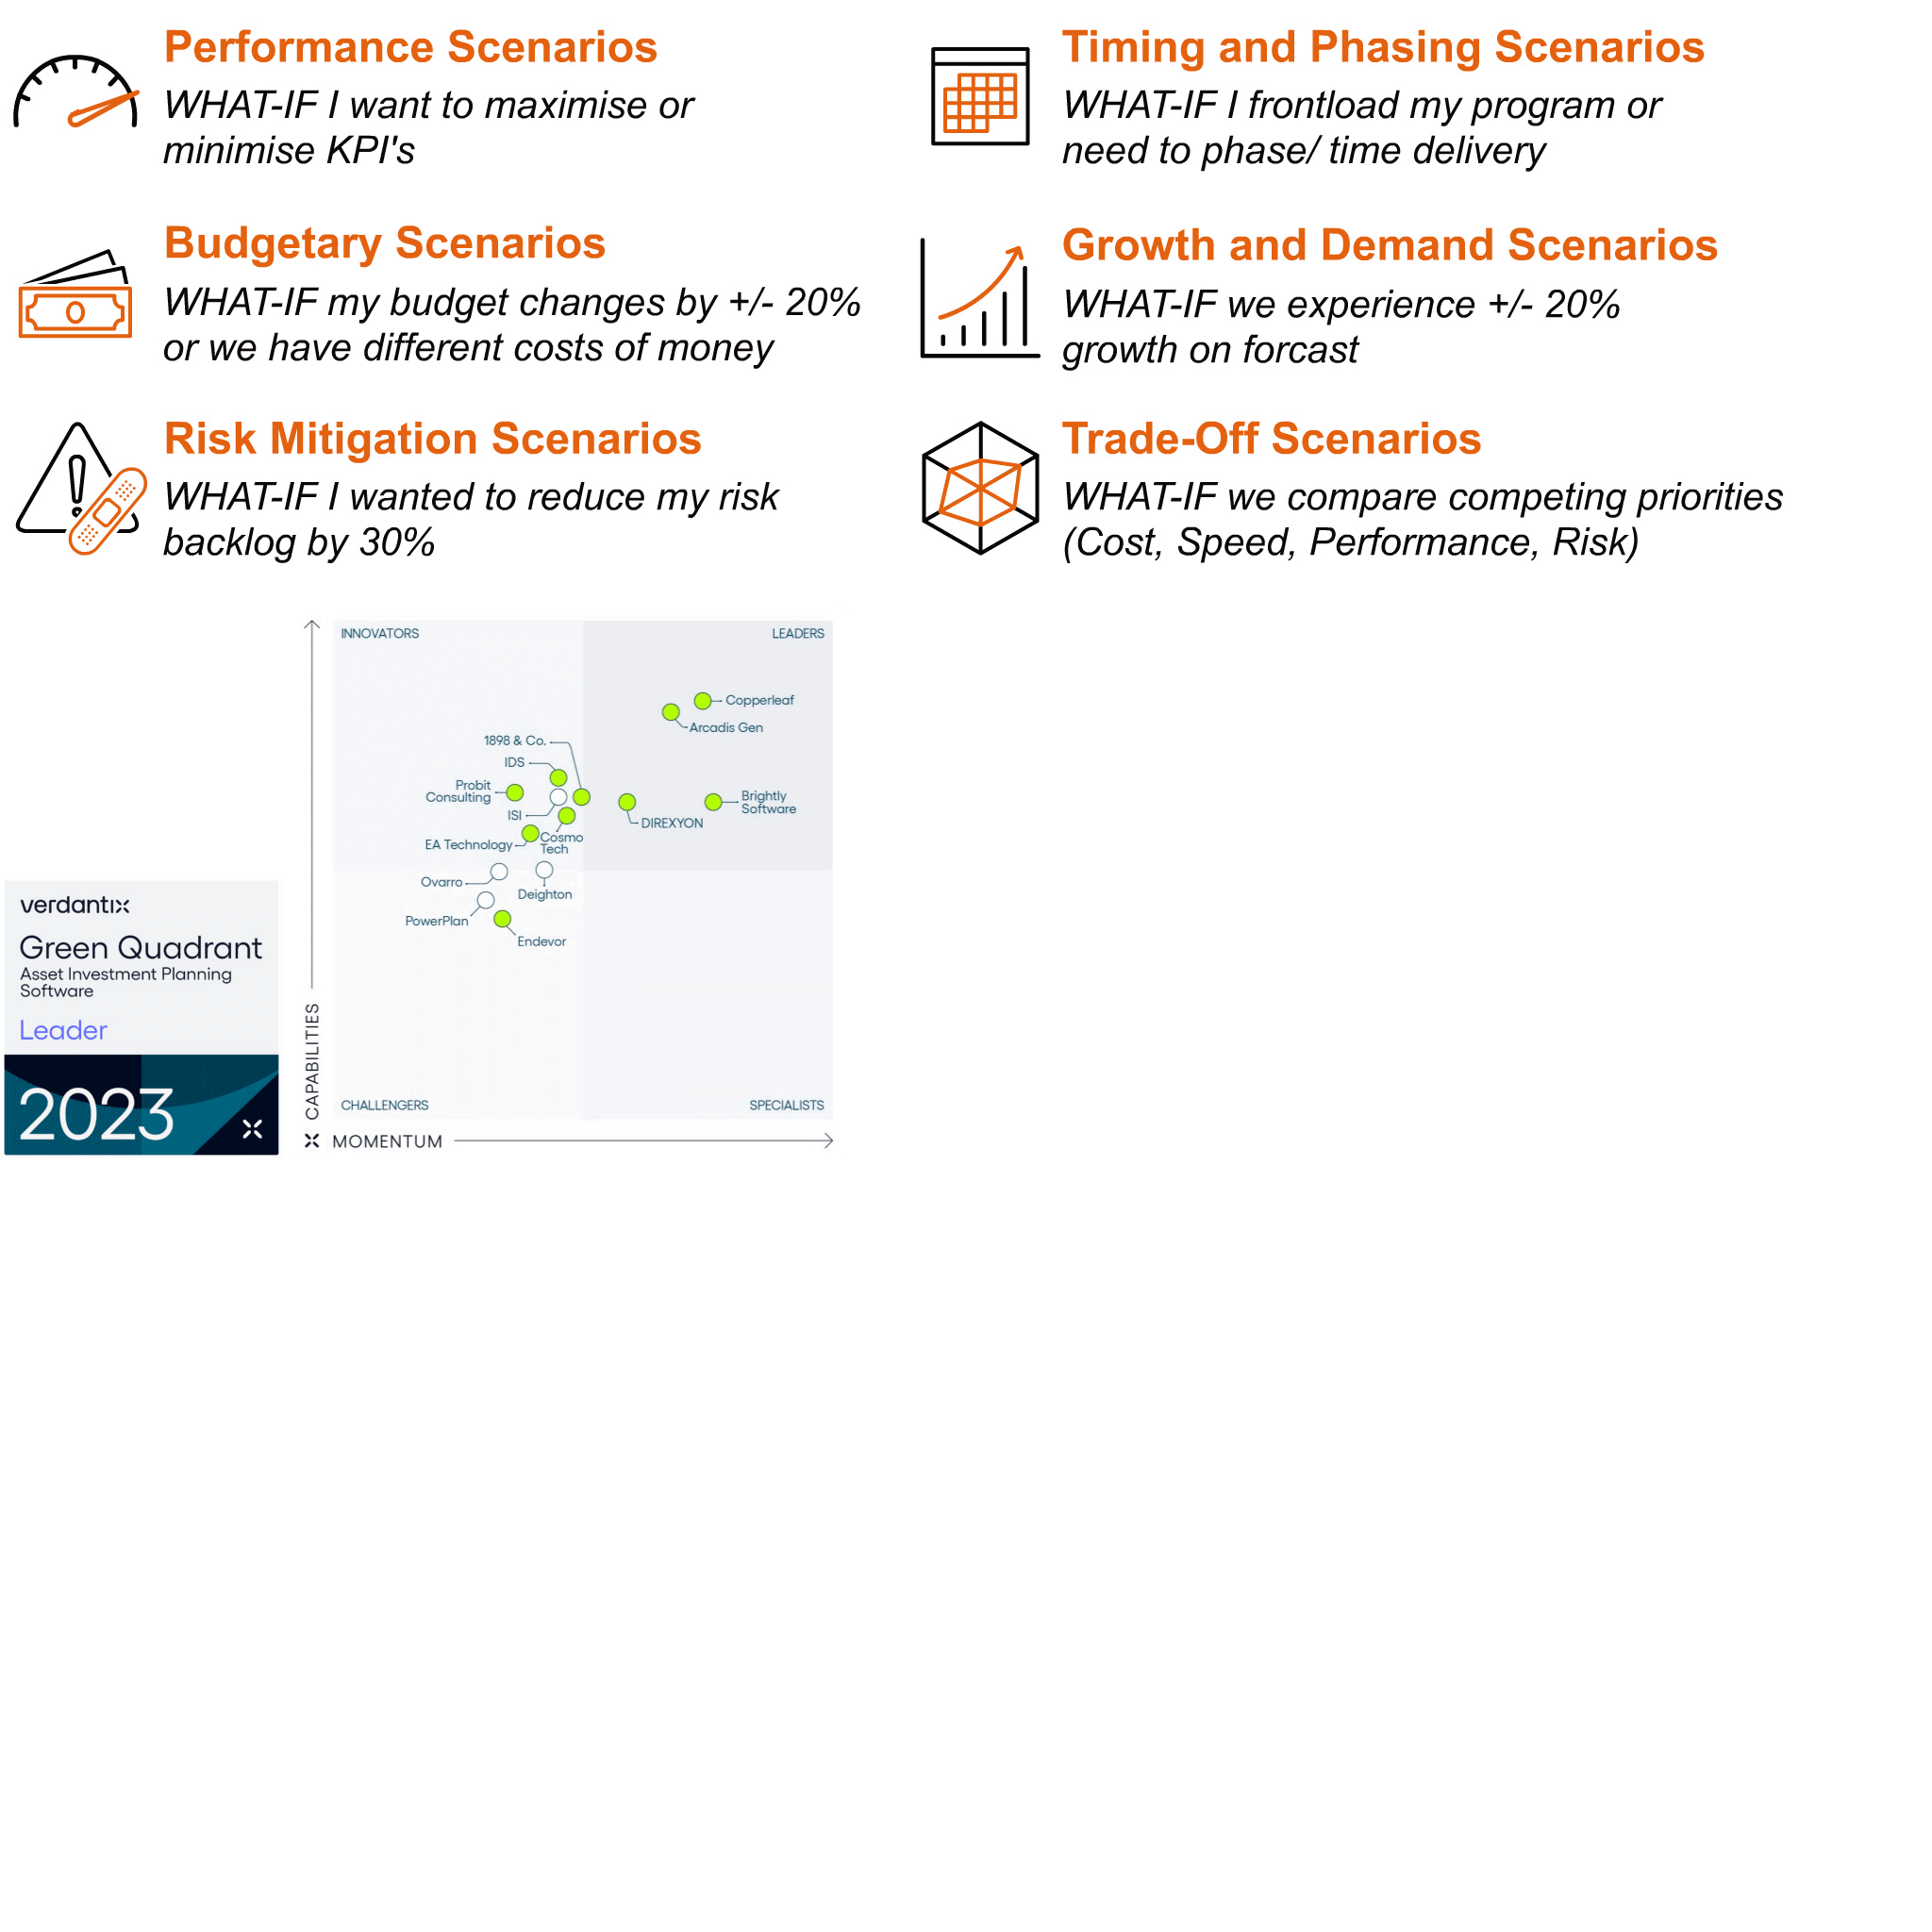 Performance Scenarios
WHAT-IF I want to maximise or
minimise KPI's
Timing and Phasing Scenarios
WHAT-IF I frontload my program or
need to phase/ time delivery
Budgetary Scenarios
WHAT-IF my budget changes by +/- 20%
or we have different costs of money
Growth and Demand Scenarios
WHAT-IF we experience +/- 20%
growth on forcast
Risk Mitigation Scenarios
WHAT-IF I wanted to reduce my risk
backlog by 30%
Trade-Off Scenarios
WHAT-IF we compare competing priorities
(Cost, Speed, Performance, Risk)
verdantix
Green Quadrant
Asset Investment Planning
Software
Leader
2023
CAPABILITIES
INNOVATORS
LEADERS
Copperleaf
Arcadis Gen
1898 & Co.
IDS
Probit
Consulting
ISI
Brightly
Software
DIREXYON
EA Technology
Cosmo
Tech
Ovarro
Deighton
PowerPlan
Endevor
CHALLENGERS
SPECIALISTS
MOMENTUM